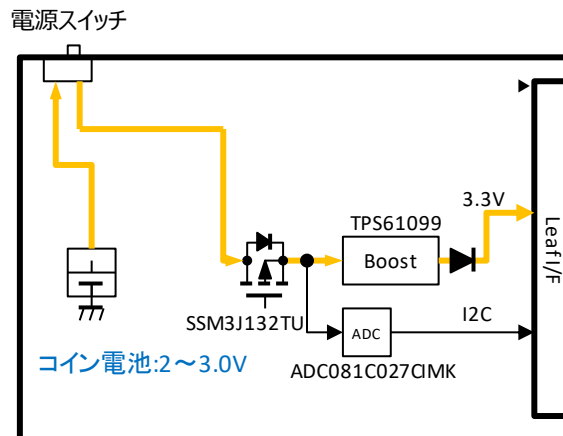 電源スイッチ
3.3V
TPS61099
Boost
Leaf I/F
SSM3J132TU
I2C
ADC
コイン電池:2～3.0V
ADC081C027CIMK